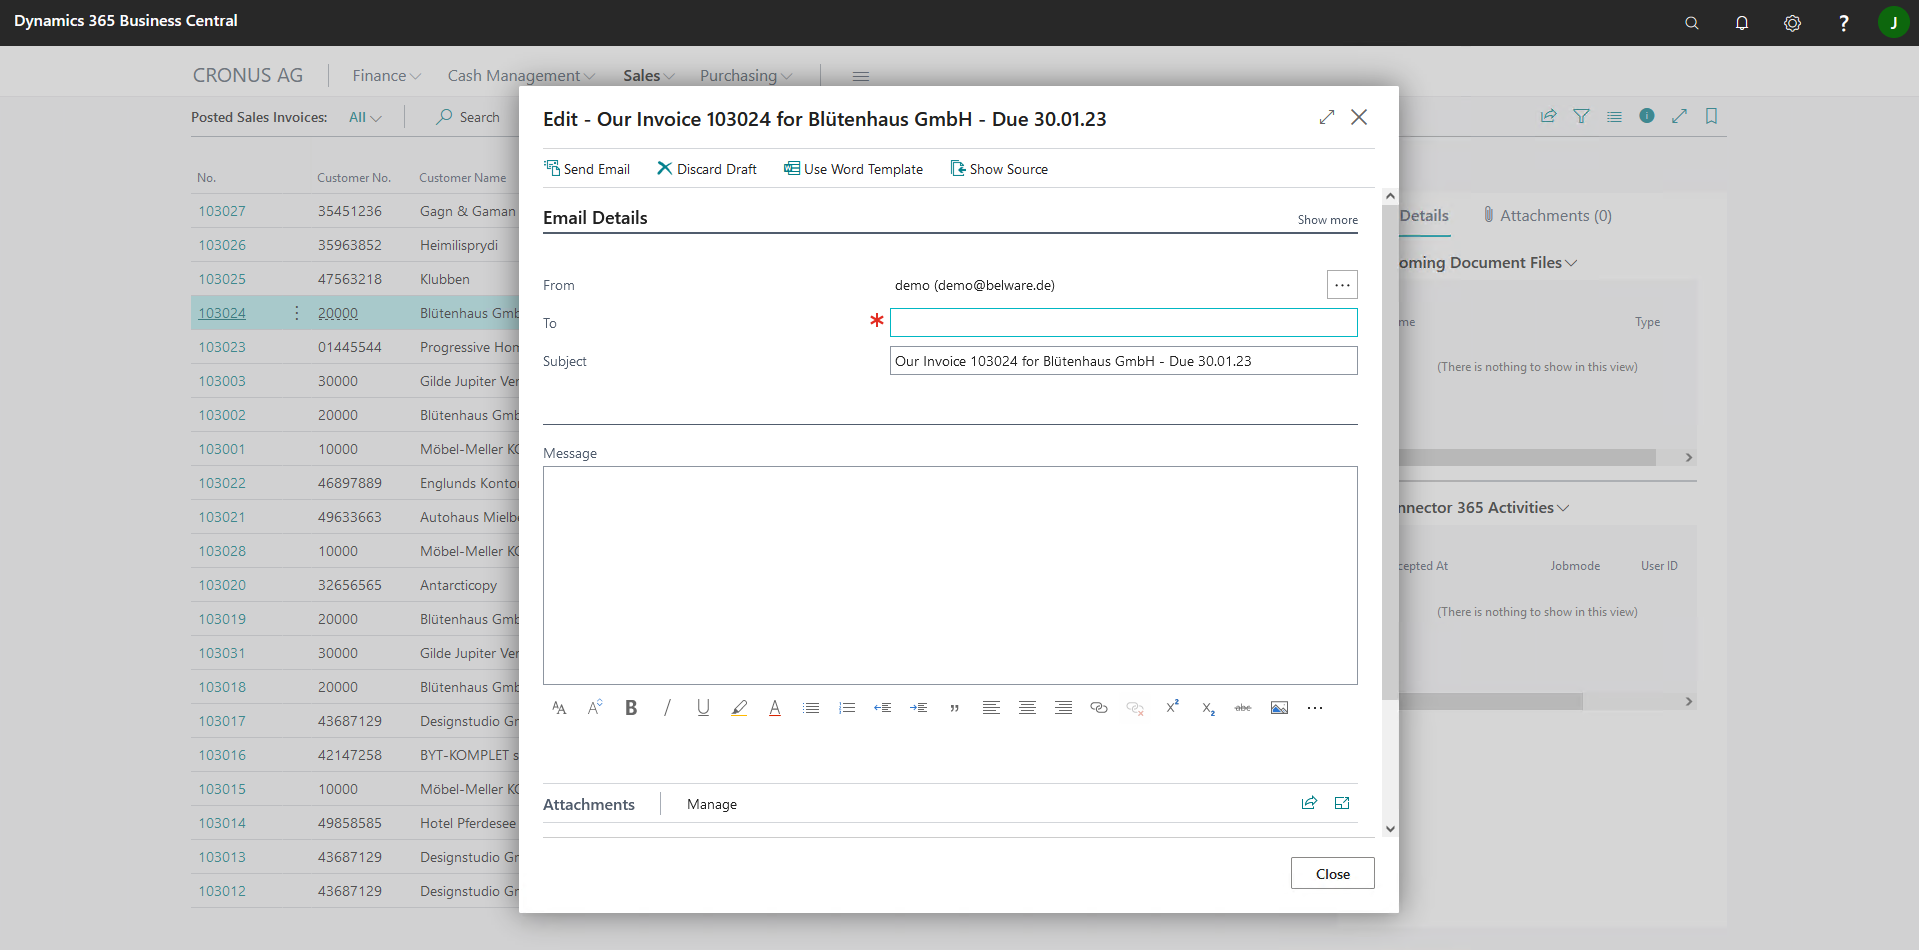 Dynamics 365 Business Central
J
CRONUS AG
Finance
Cash Management
Sales
Purchasing
Posted Sales Invoices:
All
Search
No.
Customer No.
Customer Name
103027 35451236 Gagn & Gaman
103026 35963852 Heimilisprydi
103025 47563218 Klubben
103024 20000 Blütenhaus Gmb
103023 01445544 Progressive Hom
103003 30000 Gilde Jupiter Ver
103002 20000 Blütenhaus Gmb
103001 10000 Möbel-Meller KG
103022 46897889 Englunds Kontor
103021 49633663 Autohaus Mielbe
103028 10000 Möbel-Meller KG
103020 32656565 Antarcticopy
103019 20000 Blütenhaus Gmb
103031 30000 Gilde Jupiter Ver
103018 20000 Blütenhaus Gmb
103017 43687129 Designstudio Gr
103016 42147258 BYT-KOMPLET s
103015 10000 Möbel-Meller KG
103014 49858585 Hotel Pferdesee
103013 43687129 Designstudio Gr
103012 43687129 Designstudio Gr
Edit - Our Invoice 103024 for Blütenhaus GmbH - Due 30.01.23
Send Email
Discard Draft
Use Word Template
Show Source
Email Details
Show more
From
demo (demo@belware.de)
To
Subject
Our Invoice 103024 for Blütenhaus GmbH - Due 30.01.23
Message
Attachments
Manage
Close
Details
Attachments (0)
oming Document Files
me
Type
(There is nothing to show in this view)
nnector 365 Activities
cepted At
Jobmode
User ID
(There is nothing to show in this view)